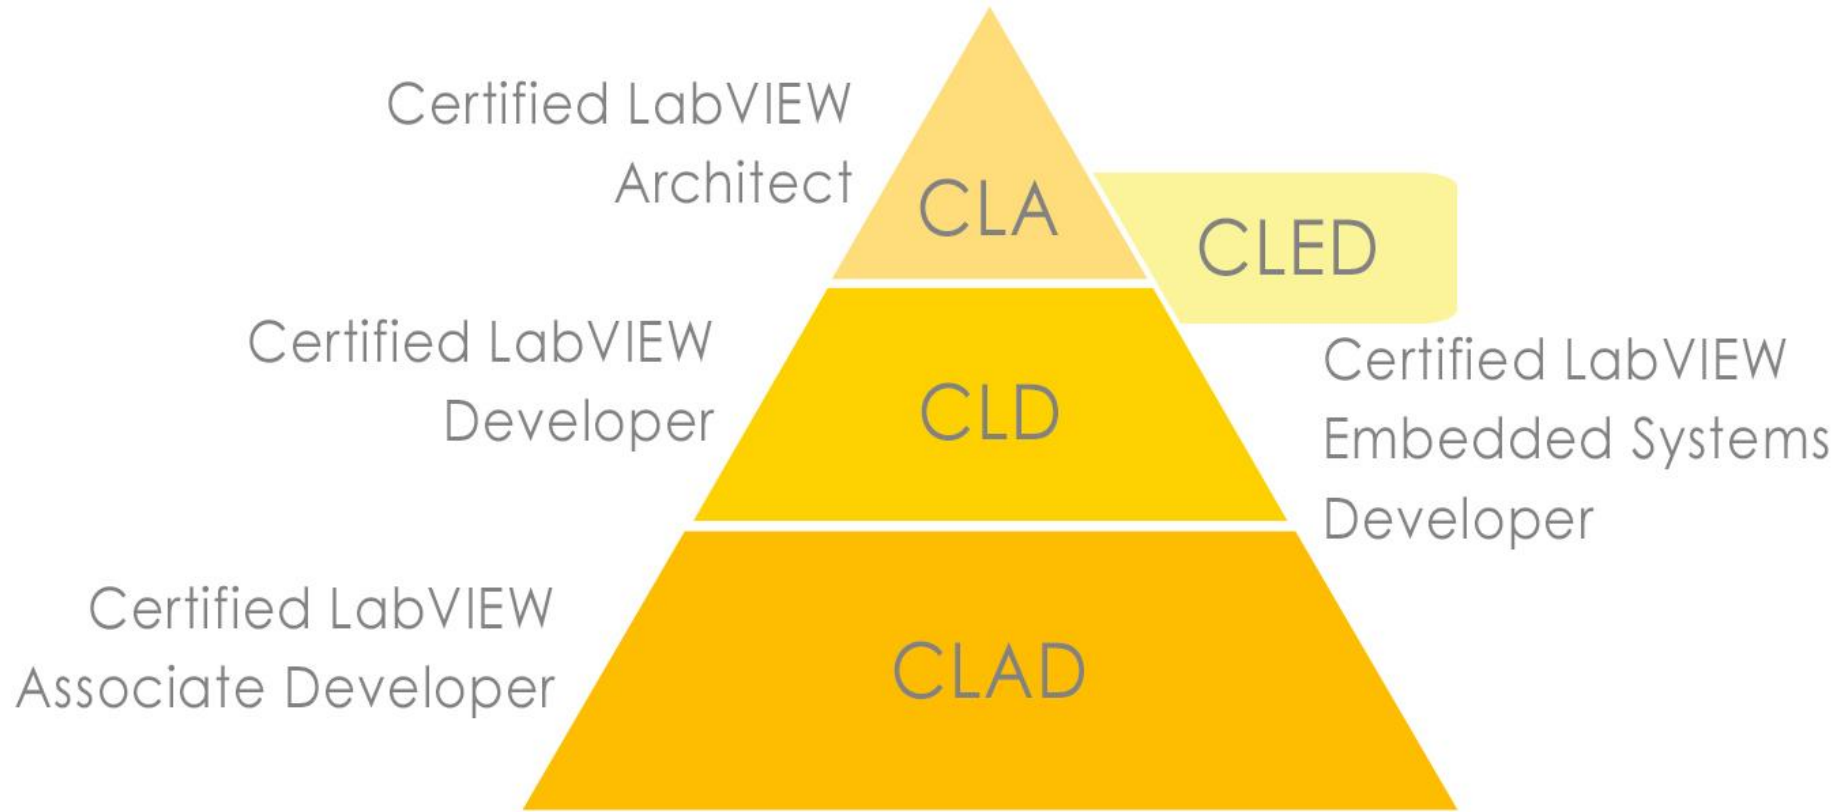 Certified LabVIEW
Architect
CLA
CLED
Certified LabVIEW
Developer
CLD
Certified LabVIEW
Embedded Systems
Developer
Certified LabVIEW
Associate Developer
CLAD